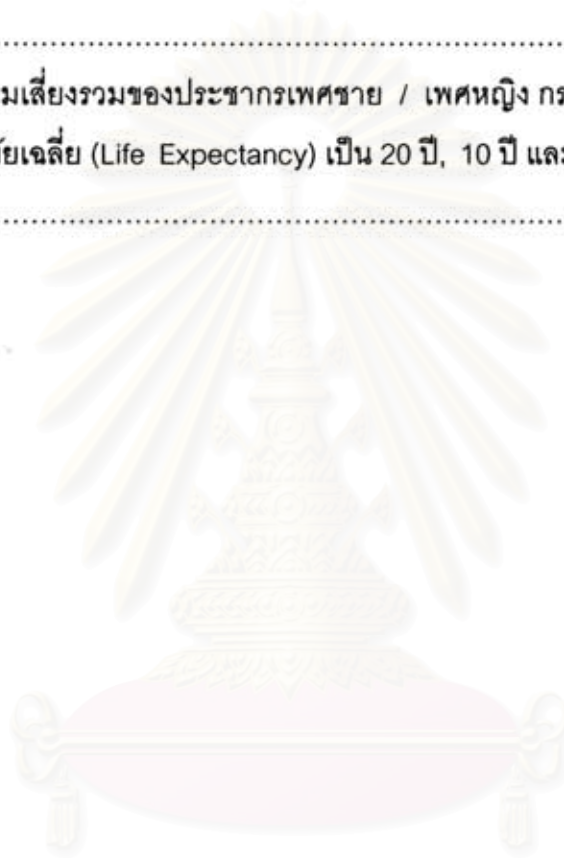 มเสี่ยงรวมของประชากรเพศชาย / เพศหญิง กร
ัยเฉลี่ย (Life Expectancy) เป็น 20 ปี, 10 ปี และ